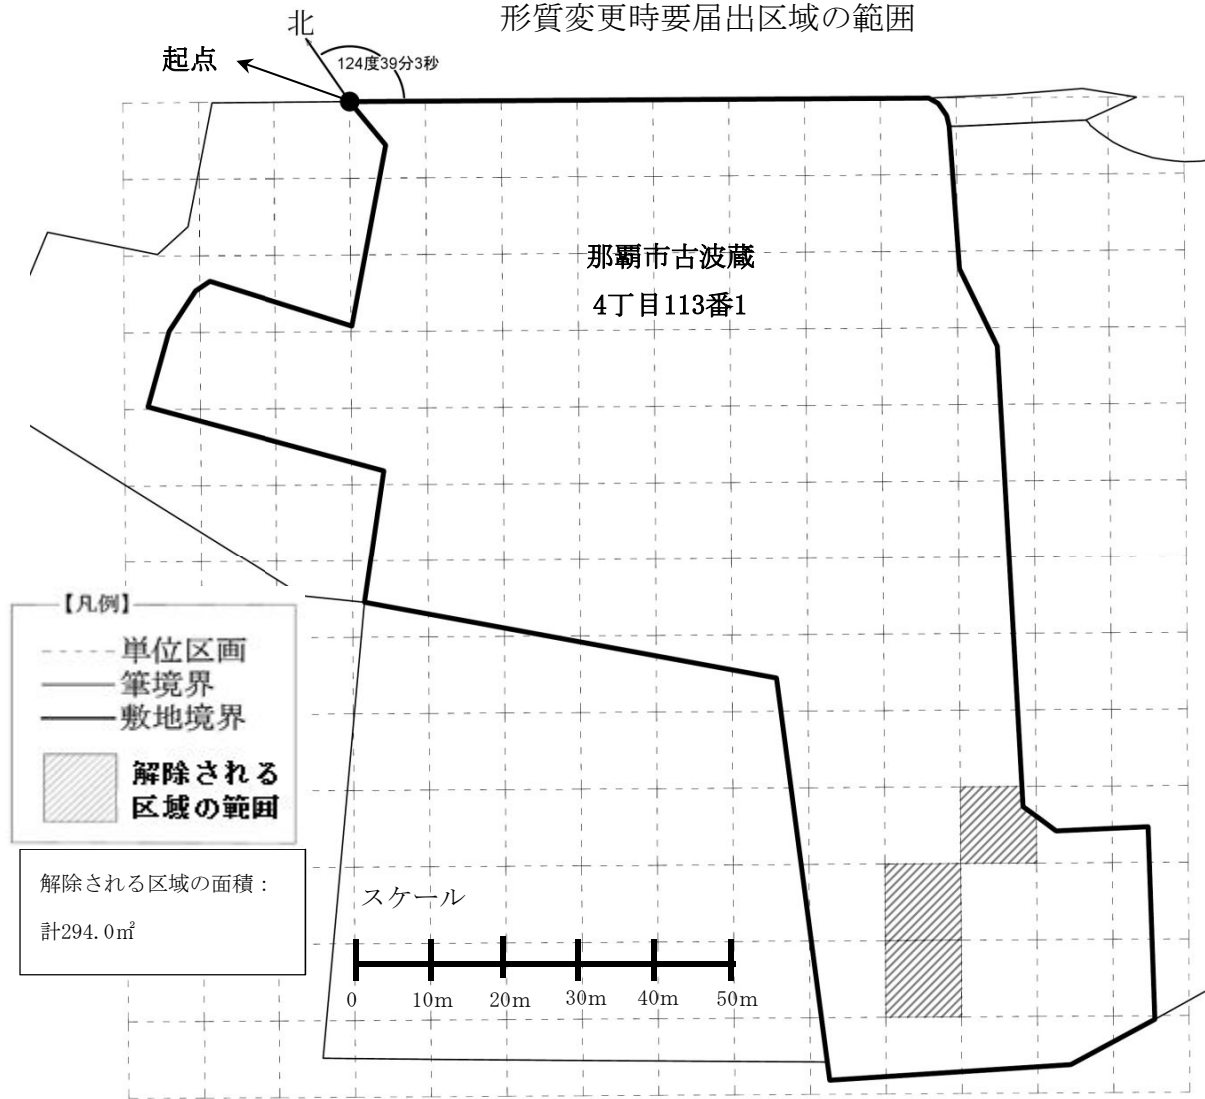 形質変更時要届出区域の範囲
北
起点
124度39分3秒
那覇市古波蔵
4丁目113番1
【凡例】
単位区画
筆境界
敷地境界
解除される
区域の範囲
解除される区域の面積：
計294.0㎡
スケール
0 10m 20m 30m 40m 50m